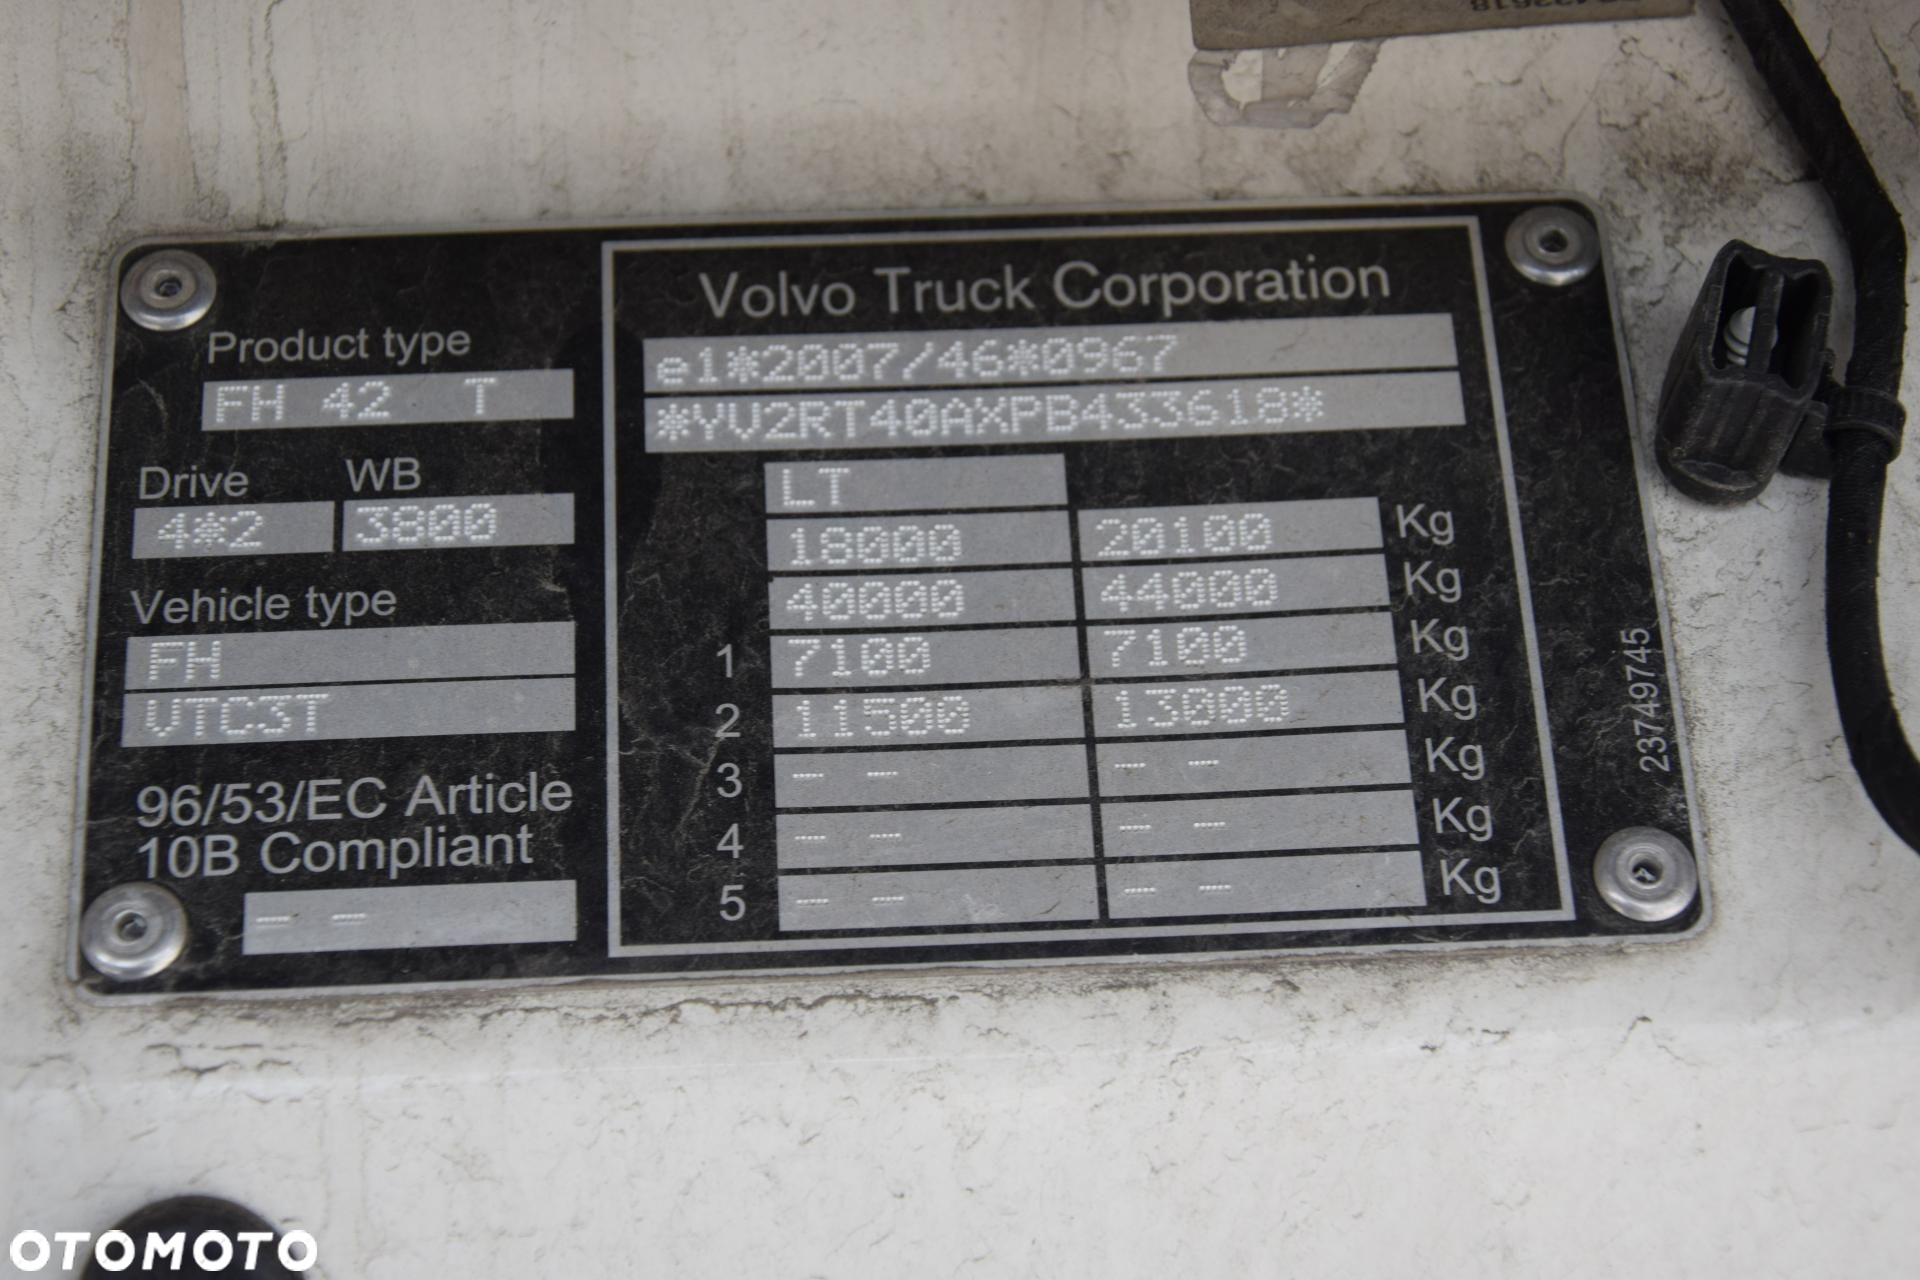 Volvo Truck Corporation
Product type
FH 42 T
Drive WB
4*2 3800
Vehicle type
FH
VTC3T
96/53/EC Article
10B Compliant
-- --
e1*2007/46*0967
*YV2RT40AXPB433618*
LT
18000 20100 Kg
40000 44000 Kg
1 7100 7100 Kg
2 11500 13000 Kg
3 -- -- -- -- Kg
4 -- -- -- -- Kg
5 -- -- -- -- Kg
23749745
OTOMOTO